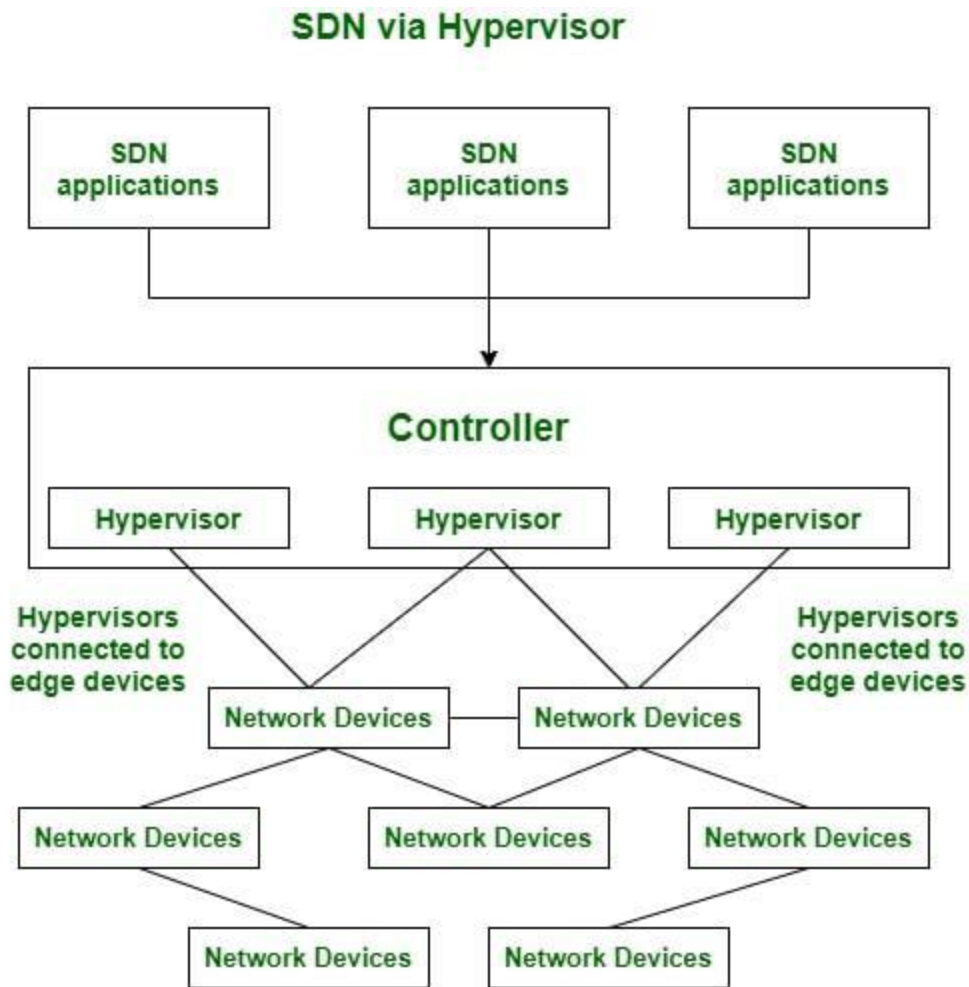 SDN via Hypervisor
SDN
applications
SDN
applications
SDN
applications
Controller
Hypervisor
Hypervisor
Hypervisor
Hypervisors
connected to
edge devices
Hypervisors
connected to
edge devices
Network Devices
Network Devices
Network Devices
Network Devices
Network Devices
Network Devices
Network Devices